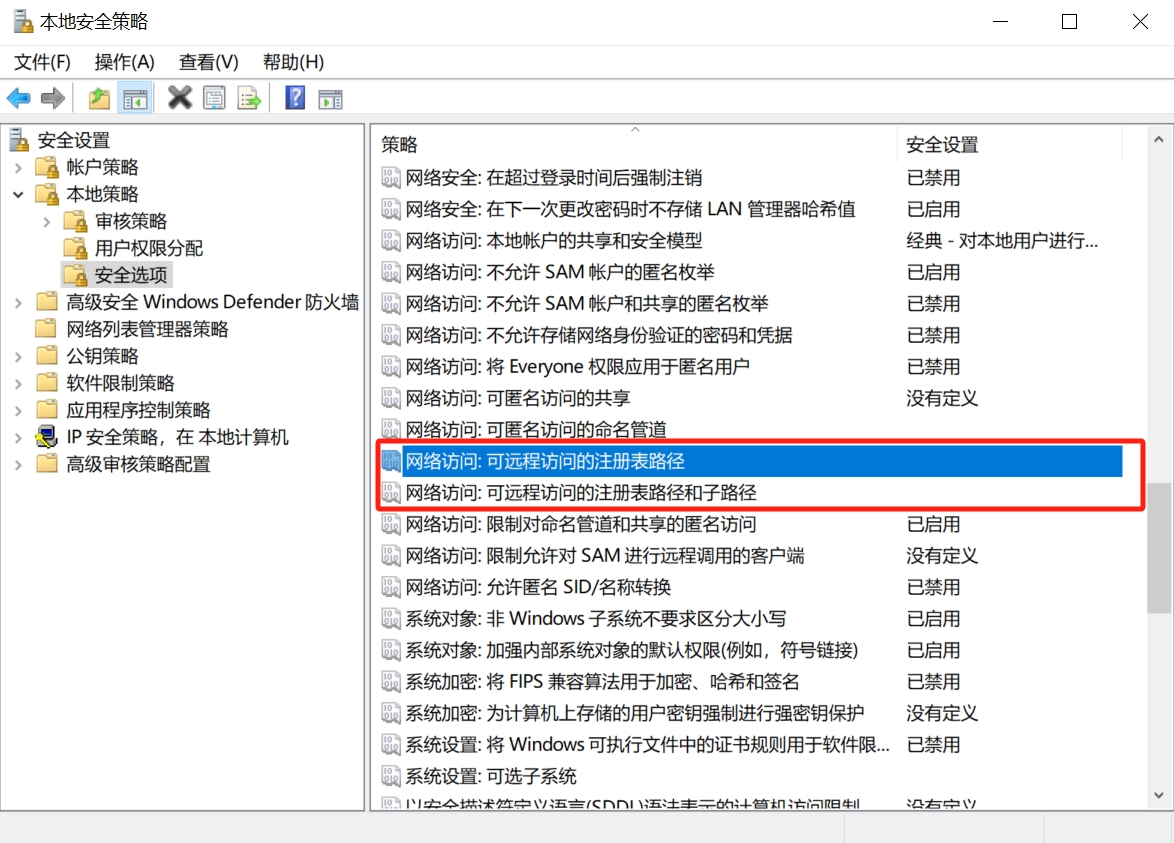 本地安全策略
文件(F) 操作(A) 查看(V) 帮助(H)
安全设置
帐户策略
本地策略
审核策略
用户权限分配
安全选项
高级安全 Windows Defender 防火墙
网络列表管理器策略
公钥策略
软件限制策略
应用程序控制策略
IP 安全策略，在 本地计算机
高级审核策略配置
策略 安全设置
网络安全: 在超过登录时间后强制注销 已禁用
网络安全: 在下一次更改密码时不存储 LAN 管理器哈希值 已启用
网络访问: 本地帐户的共享和安全模型 经典 - 对本地用户进行...
网络访问: 不允许 SAM 帐户的匿名枚举 已启用
网络访问: 不允许 SAM 帐户和共享的匿名枚举 已禁用
网络访问: 不允许存储网络身份验证的密码和凭据 已禁用
网络访问: 将 Everyone 权限应用于匿名用户 已禁用
网络访问: 可匿名访问的共享 没有定义
网络访问: 可匿名访问的命名管道
网络访问: 可远程访问的注册表路径
网络访问: 可远程访问的注册表路径和子路径
网络访问: 限制对命名管道和共享的匿名访问 已启用
网络访问: 限制允许对 SAM 进行远程调用的客户端 没有定义
网络访问: 允许匿名 SID/名称转换 已禁用
系统对象: 非 Windows 子系统不要求区分大小写 已启用
系统对象: 加强内部系统对象的默认权限(例如，符号链接) 已启用
系统加密: 将 FIPS 兼容算法用于加密、哈希和签名 已禁用
系统加密: 为计算机上存储的用户密钥强制进行强密钥保护 没有定义
系统设置: 将 Windows 可执行文件中的证书规则用于软件限... 已禁用
系统设置: 可选子系统
以安全描述符定义语言(SDDL)语法表示的计算机访问限制 没有定义